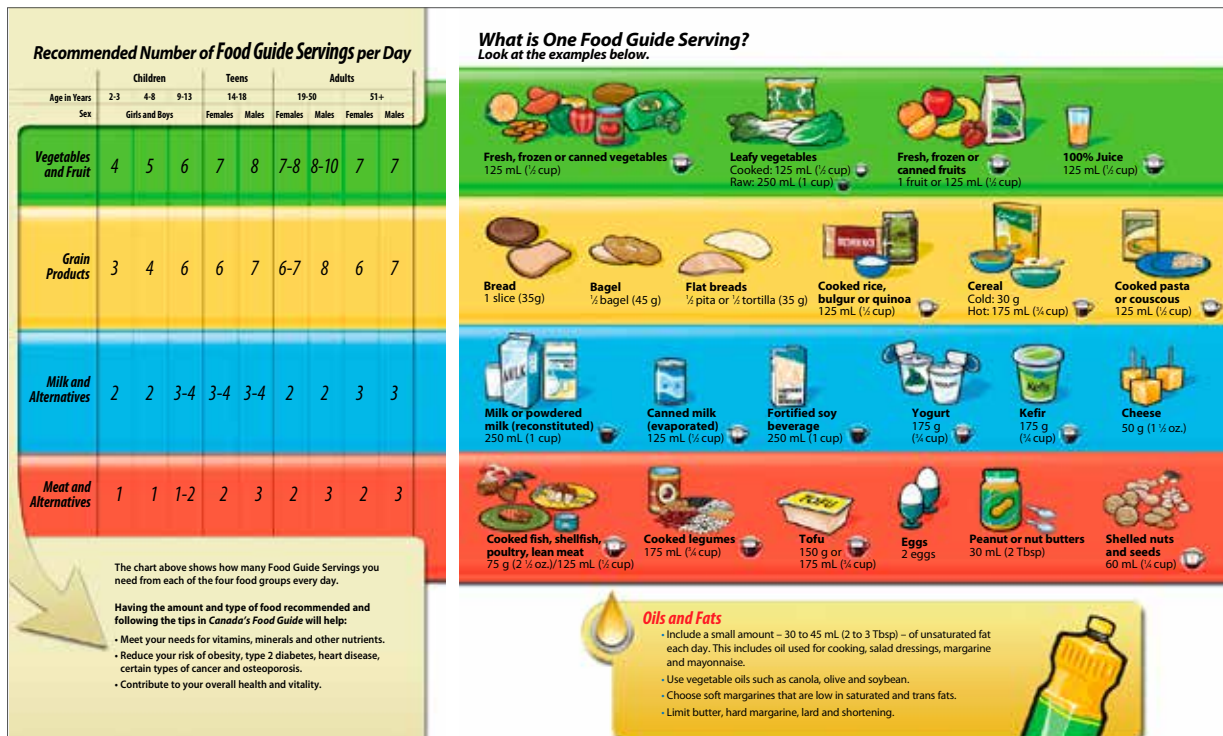 Recommended Number of Food Guide Servings per Day
Children Teens Adults
Age in Years 2-3 4-8 9-13 14-18 19-50 51+
Sex Girls and Boys Females Males Females Males Females Males
Vegetables
and Fruit 4 5 6 7 8 7-8 8-10 7 7
Grain
Products 3 4 6 6 7 6-7 8 6 7
Milk and
Alternatives 2 2 3-4 3-4 3-4 2 2 3 3
Meat and
Alternatives 1 1 1-2 2 3 2 3 2 3
The chart above shows how many Food Guide Servings you
need from each of the four food groups every day.
Having the amount and type of food recommended and
following the tips in Canada's Food Guide will help:
• Meet your needs for vitamins, minerals and other nutrients.
• Reduce your risk of obesity, type 2 diabetes, heart disease,
certain types of cancer and osteoporosis.
• Contribute to your overall health and vitality.
What is One Food Guide Serving?
Look at the examples below.
Fresh, frozen or canned vegetables
125 mL (½ cup)
Leafy vegetables
Cooked: 125 mL (½ cup)
Raw: 250 mL (1 cup)
Fresh, frozen or
canned fruits
1 fruit or 125 mL (½ cup)
100% Juice
125 mL (½ cup)
Bread
1 slice (35g)
Bagel
½ bagel (45 g)
Flat breads
½ pita or ½ tortilla (35 g)
BROWN RICE
Cooked rice,
bulgur or quinoa
125 mL (½ cup)
Cereal
Cold: 30 g
Hot: 175 mL (¾ cup)
Cooked pasta
or couscous
125 mL (½ cup)
MILK
Milk or powdered
milk (reconstituted)
250 mL (1 cup)
Canned milk
(evaporated)
125 mL (½ cup)
Fortified soy
beverage
250 mL (1 cup)
Yogurt
175 g
(¾ cup)
Kefir
Kefir
175 g
(¾ cup)
Cheese
50 g (1 ½ oz.)
Cooked fish, shellfish,
poultry, lean meat
75 g (2 ½ oz.)/125 mL (½ cup)
Cooked legumes
175 mL (¾ cup)
TOFU
Tofu
150 g or
175 mL (¾ cup)
Eggs
2 eggs
Peanut or nut butters
30 mL (2 Tbsp)
Shelled nuts
and seeds
60 mL (¼ cup)
Oils and Fats
• Include a small amount – 30 to 45 mL (2 to 3 Tbsp) – of unsaturated fat
each day. This includes oil used for cooking, salad dressings, margarine
and mayonnaise.
• Use vegetable oils such as canola, olive and soybean.
• Choose soft margarines that are low in saturated and trans fats.
• Limit butter, hard margarine, lard and shortening.